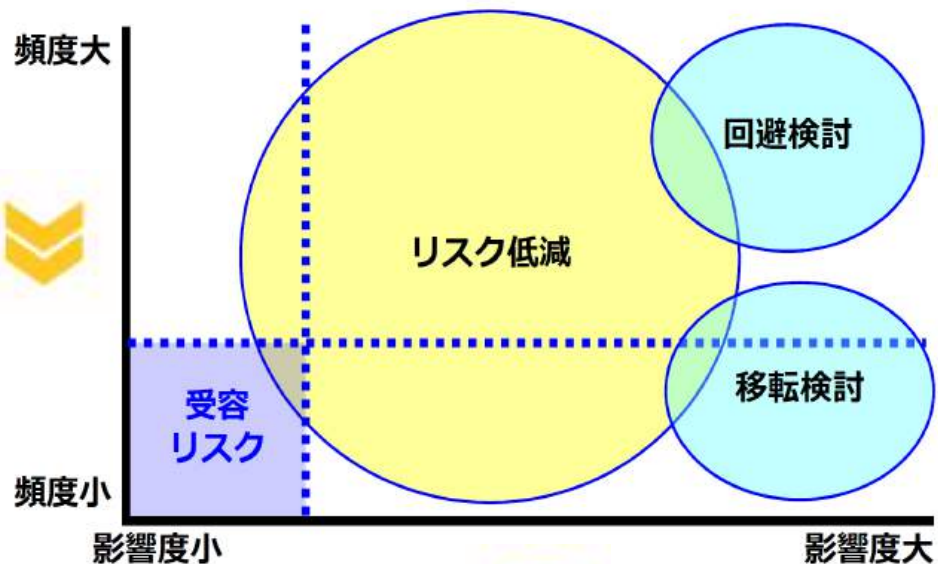 頻度大
回避検討
リスク低減
移転検討
受容
リスク
頻度小
影響度小
影響度大